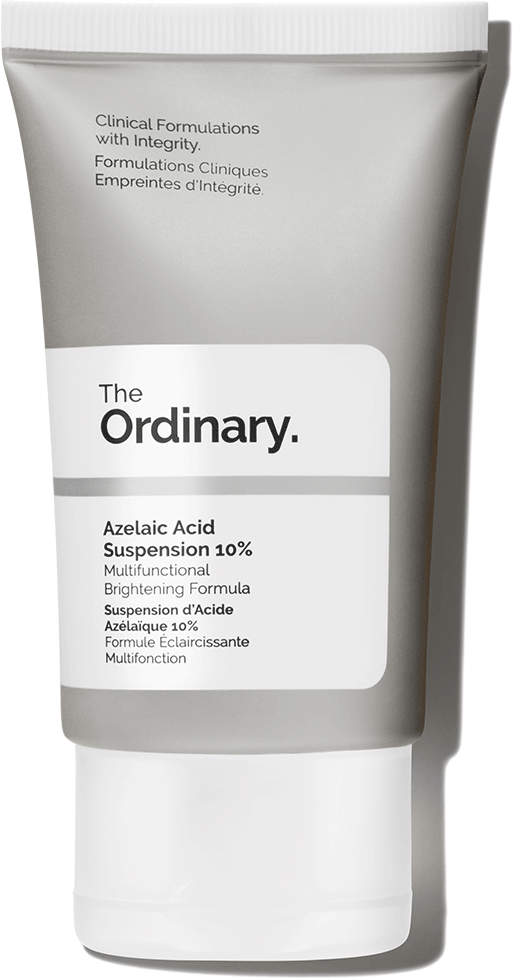 Clinical Formulations
with Integrity.
Formulations Cliniques
Empreintes d'Intégrité.
The
Ordinary.
Azelaic Acid
Suspension 10%
Multifunctional
Brightening Formula
Suspension d'Acide
Azélaïque 10%
Formule Éclaircissante
Multifonction